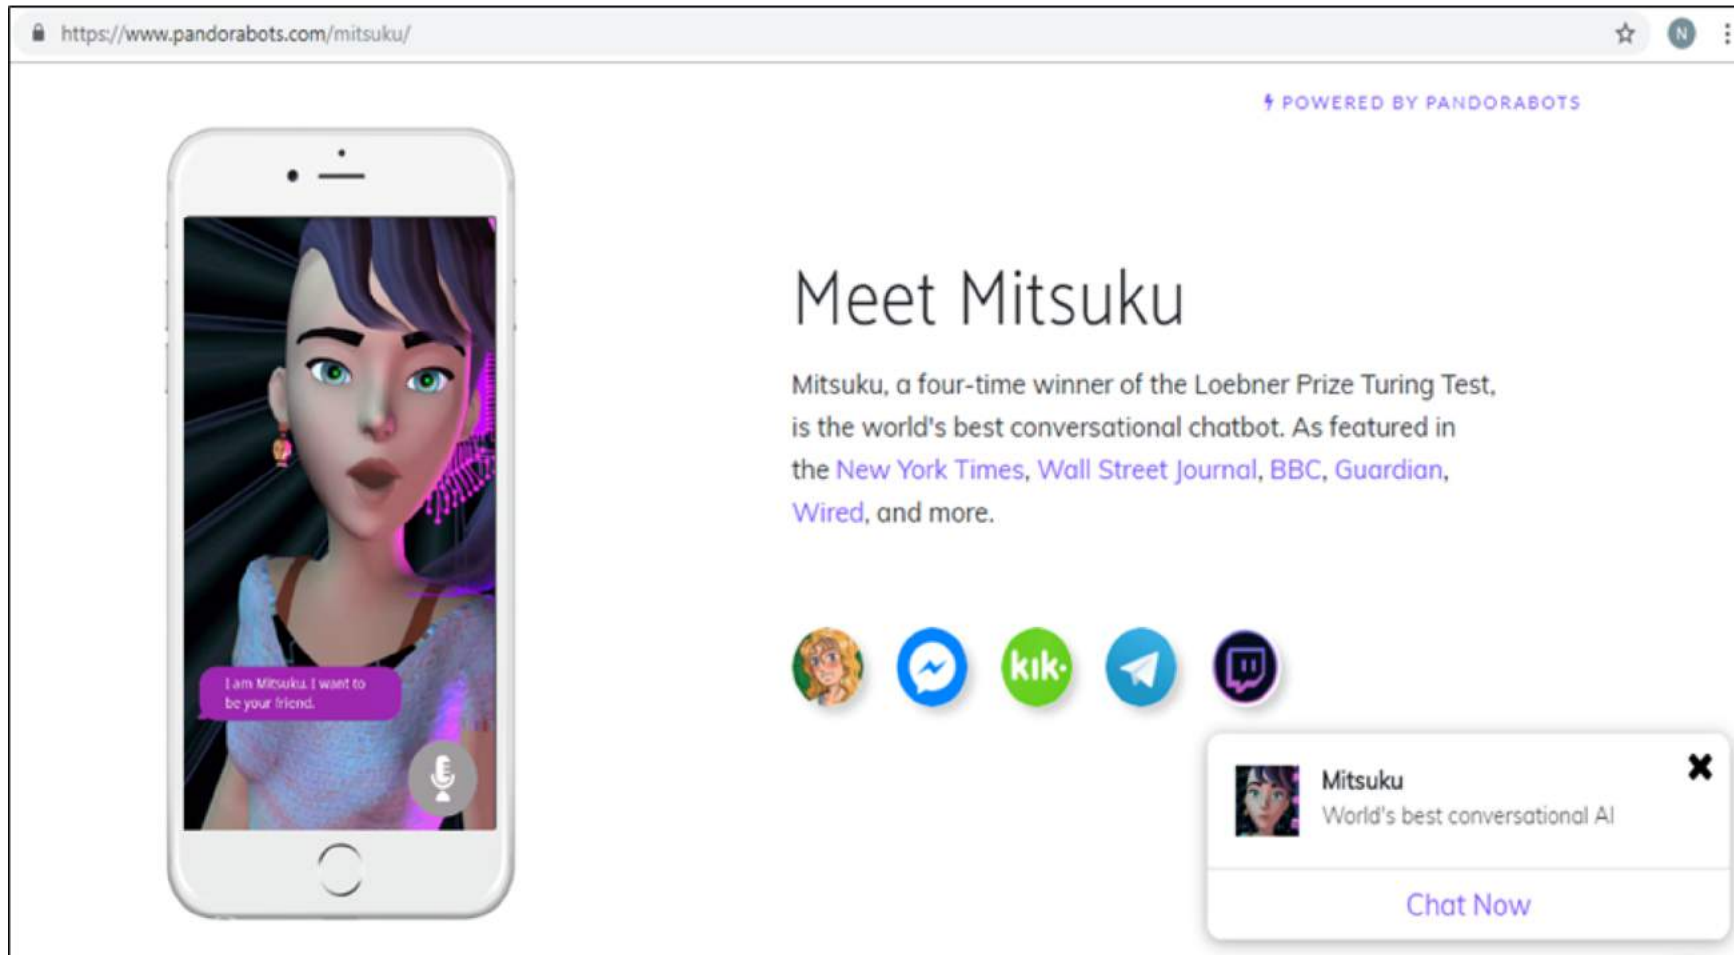 https://www.pandorabots.com/mitsuku/
N
POWERED BY PANDORABOTS
Meet Mitsuku
Mitsuku, a four-time winner of the Loebner Prize Turing Test,
is the world's best conversational chatbot. As featured in
the New York Times, Wall Street Journal, BBC, Guardian,
Wired, and more.
I am Mitsuku. I want to
be your friend.
kik.
Mitsuku
World's best conversational AI
Chat Now